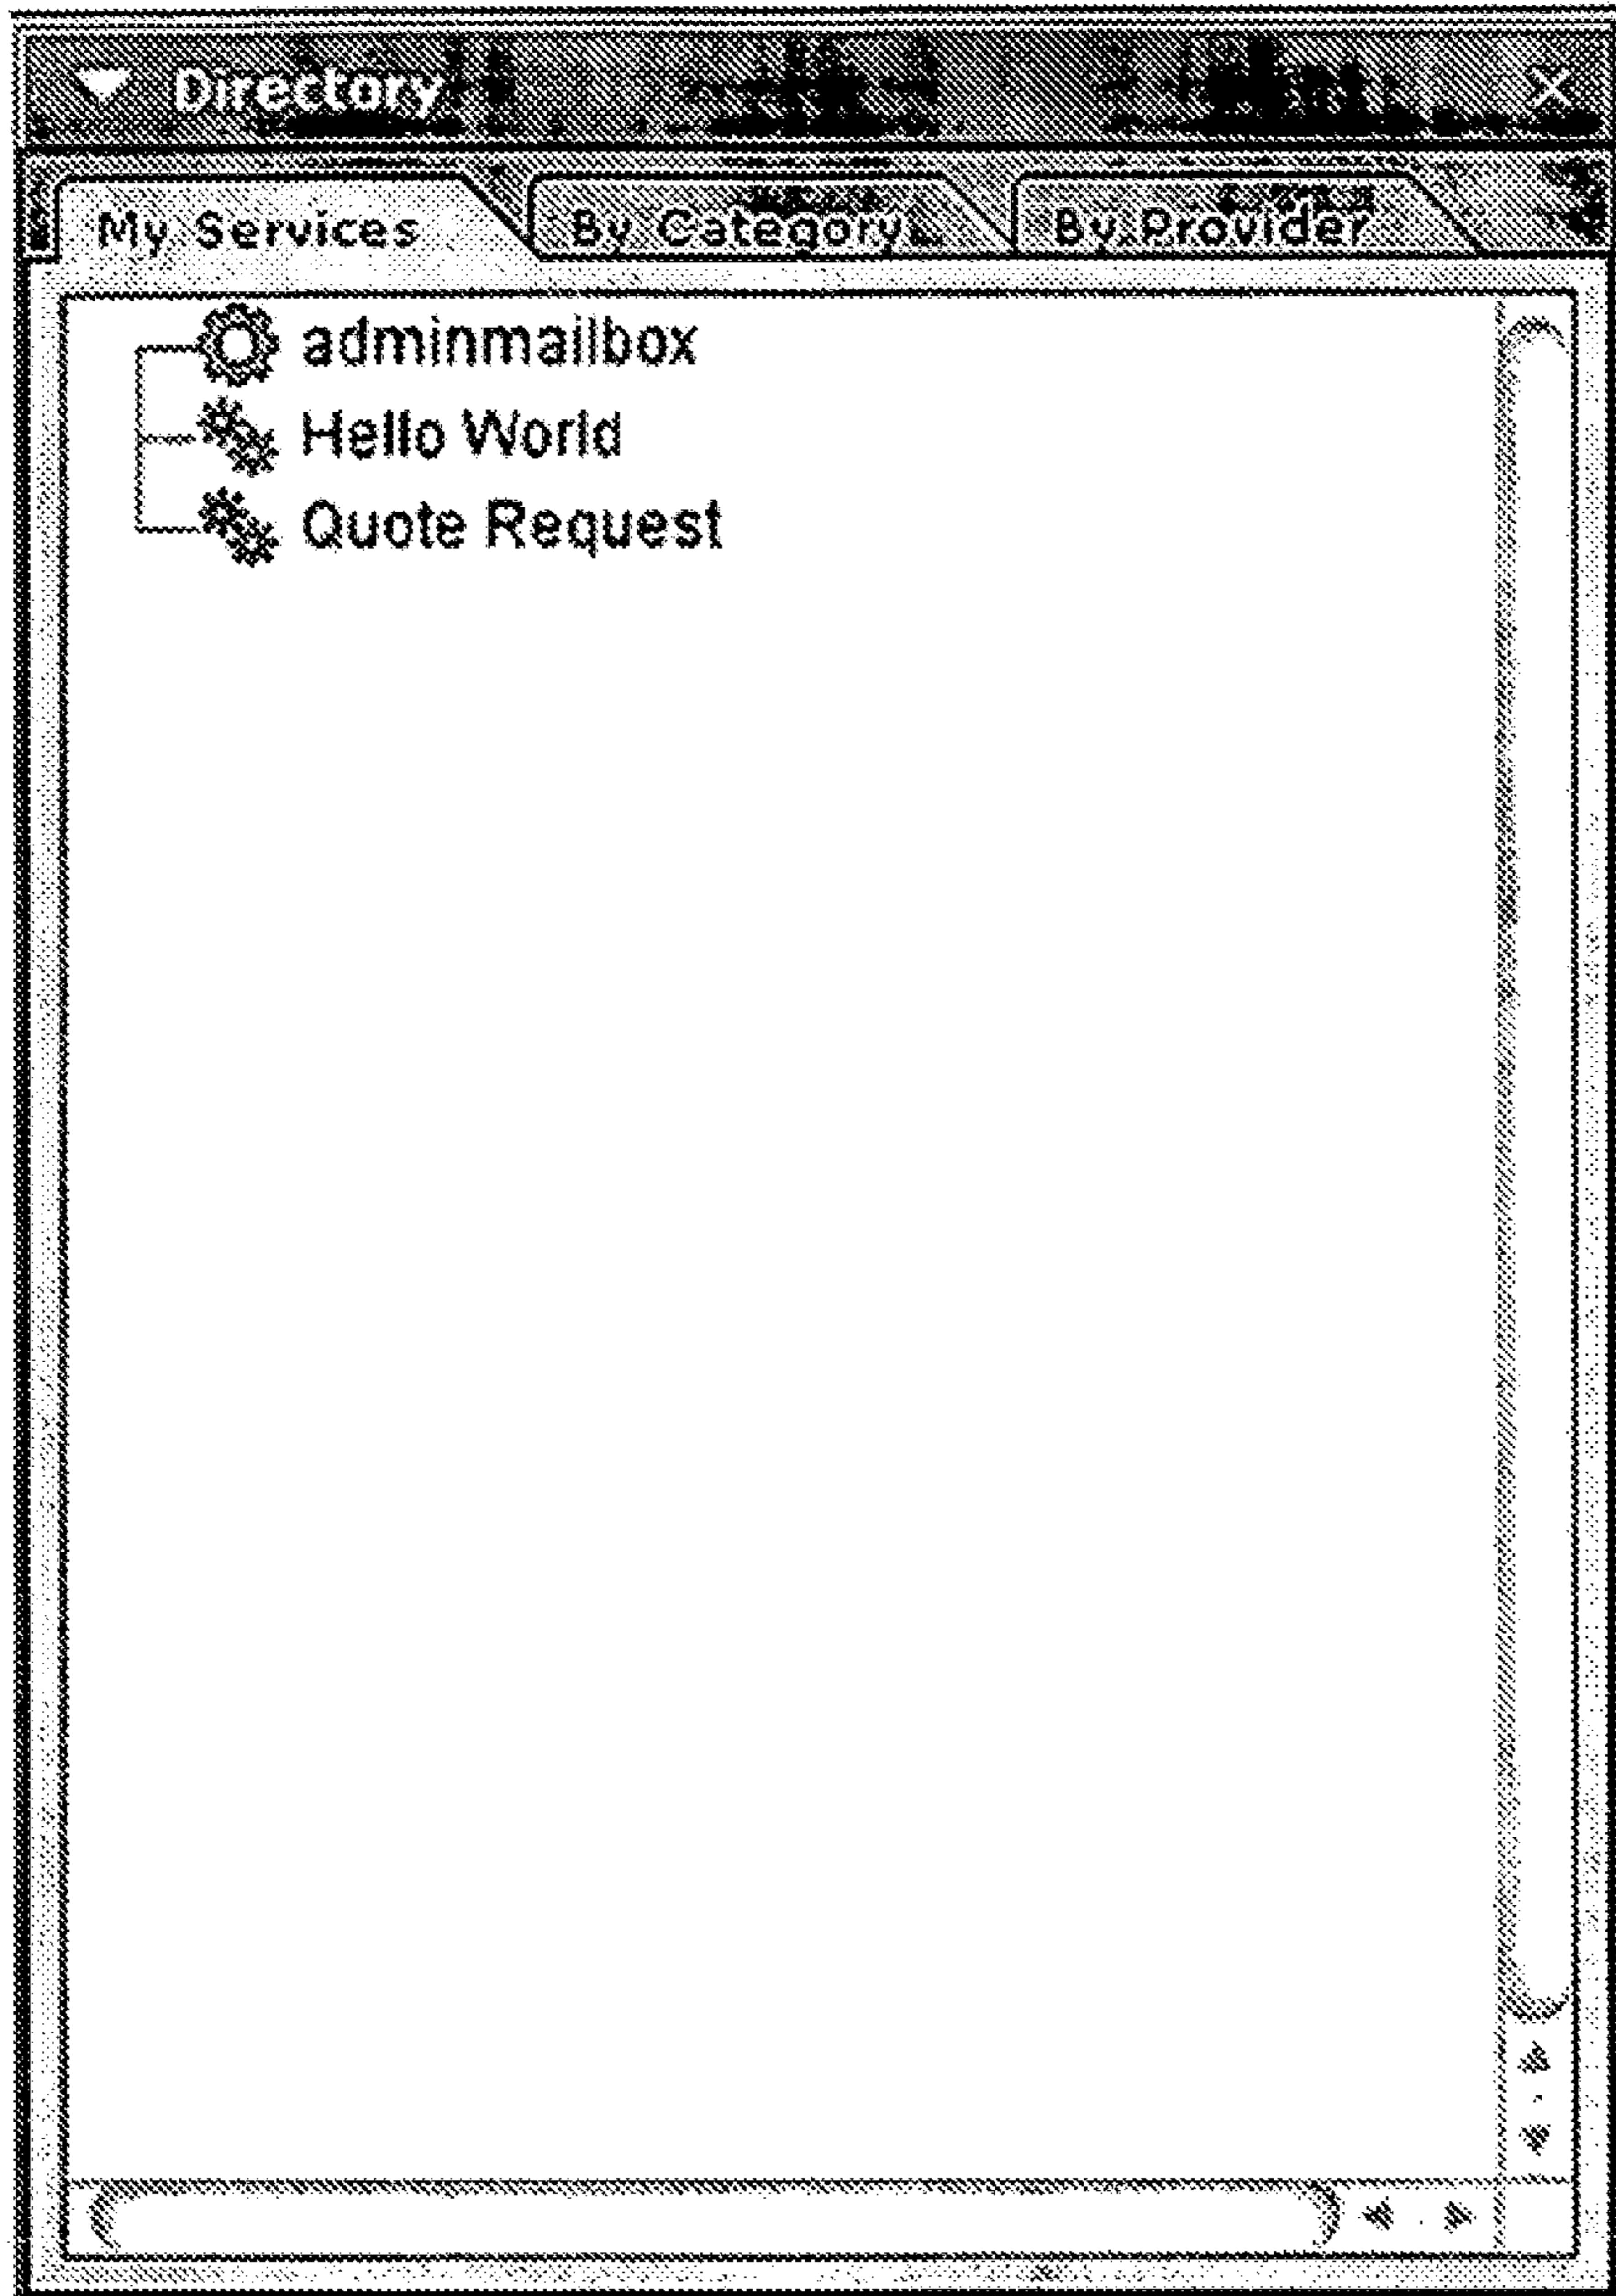 Directory
My Services By Category By Provider
adminmailbox
Hello World
Quote Request